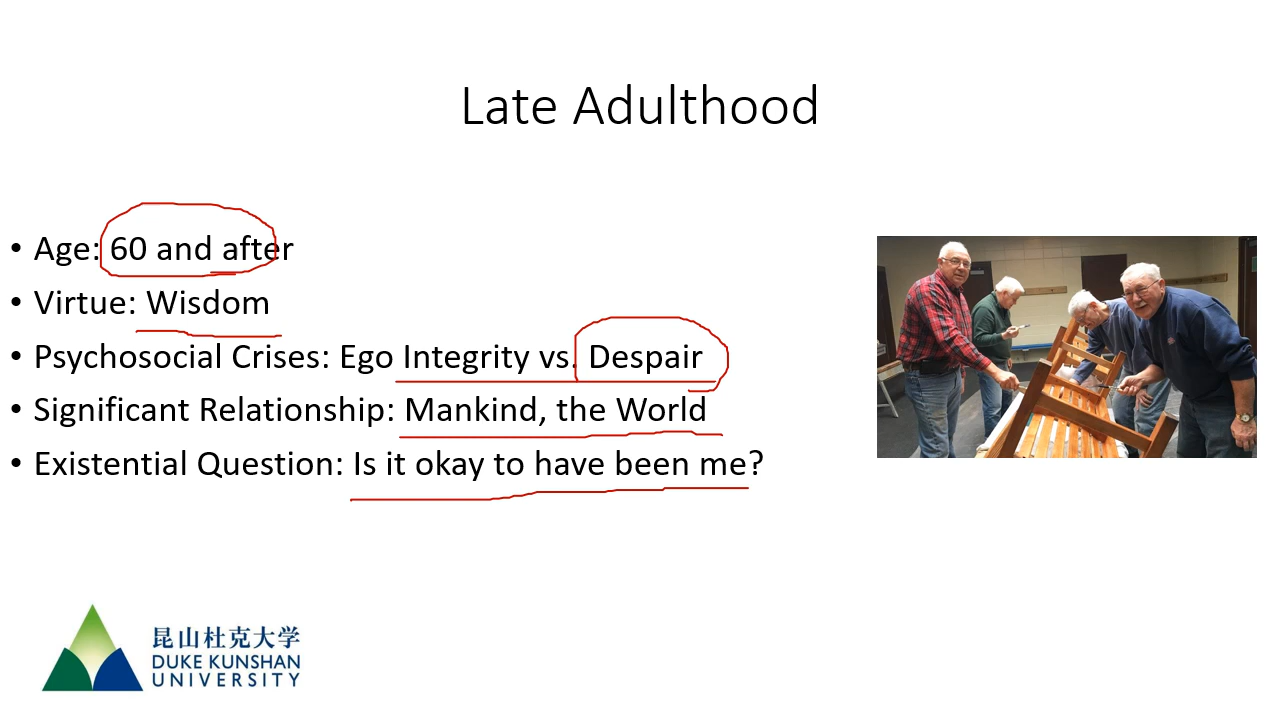 Late Adulthood
• Age: 60 and after
• Virtue: Wisdom
• Psychosocial Crises: Ego Integrity vs. Despair
• Significant Relationship: Mankind, the World
• Existential Question: Is it okay to have been me?
昆山杜克大学
DUKE KUNSHAN
UNIVERSITY